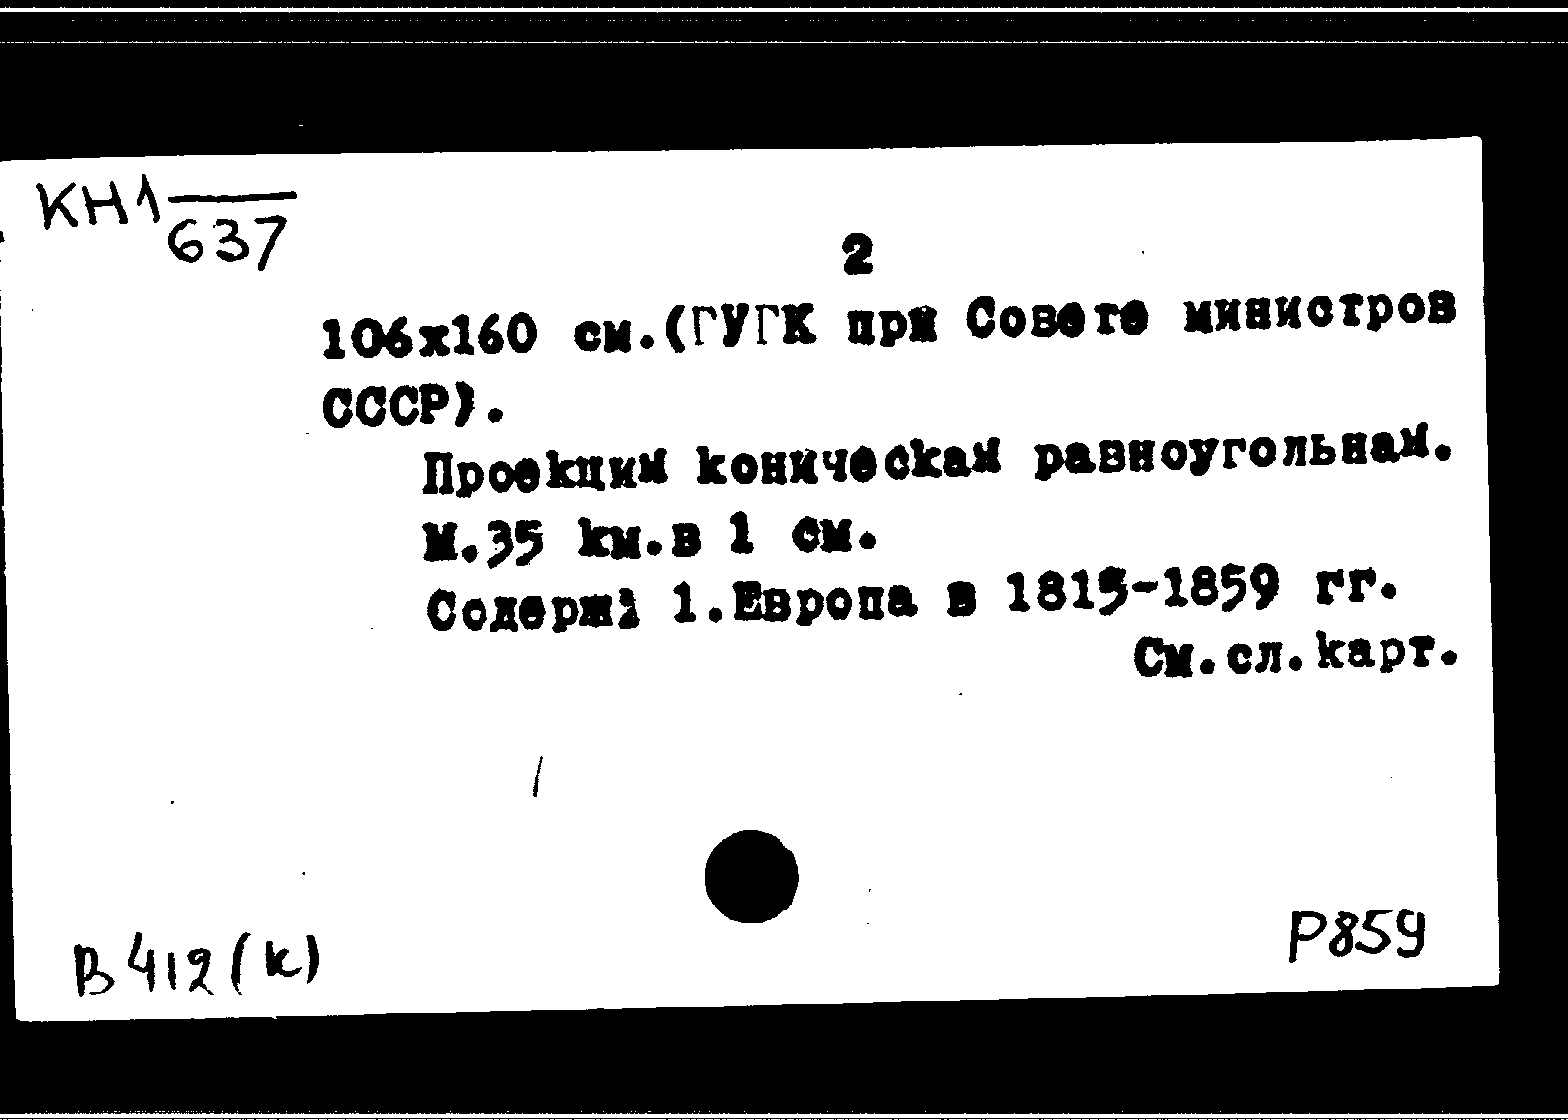 КН1
637
2
106х160 см.(ГУГК при Совете министров
СССР).
Проекция коническая равноугольная.
М.35 км.в 1 см.
Содерж: 1.Европа в 1815-1859 гг.
См.сл.карт.
В 412 (к)
Р859